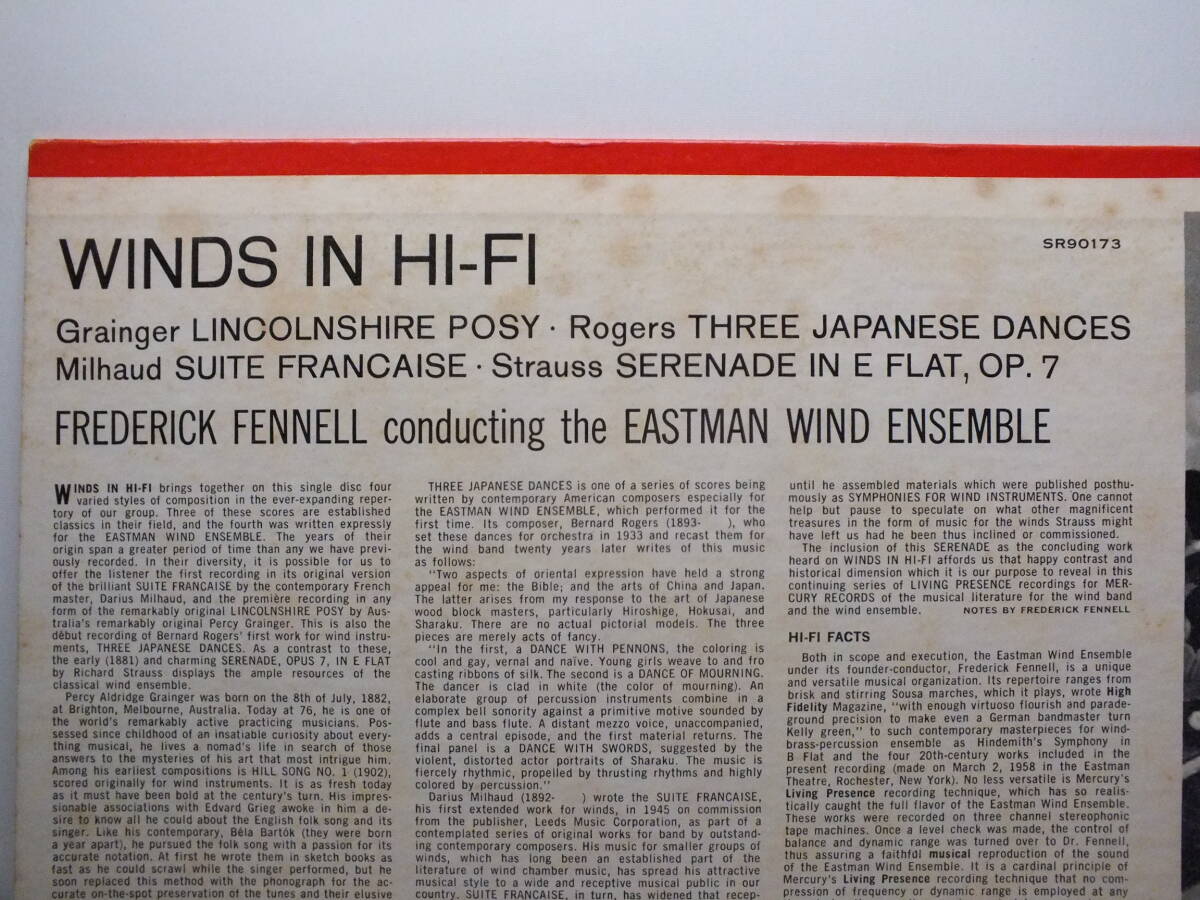 WINDS IN HI-FI
SR90173
Grainger LINCOLNSHIRE POSY · Rogers THREE JAPANESE DANCES
Milhaud SUITE FRANCAISE · Strauss SERENADE IN E FLAT, OP. 7
FREDERICK FENNELL conducting the EASTMAN WIND ENSEMBLE
WINDS IN HI-FI brings together on this single disc four
varied styles of composition in the ever-expanding reper-
tory of our group. Three of these scores are established
classics in their field, and the fourth was written expressly
for the EASTMAN WIND ENSEMBLE. The years of their
origin span a greater period of time than any we have previ-
ously recorded. In their diversity, it is possible for us to
offer the listener the first recording in its original version
of the brilliant SUITE FRANCAISE by the contemporary French
master, Darius Milhaud, and the première recording in any
form of the remarkably original LINCOLNSHIRE POSY by Aus-
tralia's remarkably original Percy Grainger. This is also the
début recording of Bernard Rogers' first work for wind instru-
ments, THREE JAPANESE DANCES. As a contrast to these,
the early (1881) and charming SERENADE, OPUS 7, IN E FLAT
by Richard Strauss displays the ample resources of the
classical wind ensemble.
Percy Aldridge Grainger was born on the 8th of July, 1882,
at Brighton, Melbourne, Australia. Today at 76, he is one of
the world's remarkably active practicing musicians. Pos-
sessed since childhood of an insatiable curiosity about every-
thing musical, he lives a nomad's life in search of those
answers to the mysteries of his art that most intrigue him.
Among his earliest compositions is HILL SONG NO. 1 (1902),
scored originally for wind instruments. It is as fresh today
as it must have been bold at the century's turn. His impres-
sionable associations with Edvard Grieg awoke in him a de-
sire to know all he could about the English folk song and its
singer. Like his contemporary, Béla Bartók (they were born
a year apart), he pursued the folk song with a passion for its
accurate notation. At first he wrote them in sketch books as
fast as he could scrawl while the singer performed, but he
soon replaced this method with the phonograph for the ac-
curate on-the-spot preservation of the tunes and their elusive
THREE JAPANESE DANCES is one of a series of scores being
written by contemporary American composers especially for
the EASTMAN WIND ENSEMBLE, which performed it for the
first time. Its composer, Bernard Rogers (1893- ), who
set these dances for orchestra in 1933 and recast them for
the wind band twenty years later writes of this music
as follows:
"Two aspects of oriental expression have held a strong
appeal for me: the Bible; and the arts of China and Japan.
The latter arises from my response to the art of Japanese
wood block masters, particularly Hiroshige, Hokusai, and
Sharaku. There are no actual pictorial models. The three
pieces are merely acts of fancy.
"In the first, a DANCE WITH PENNONS, the coloring is
cool and gay, vernal and naïve. Young girls weave to and fro
casting ribbons of silk. The second is a DANCE OF MOURNING.
The dancer is clad in white (the color of mourning). An
elaborate group of percussion instruments combine in a
complex bell sonority against a primitive motive sounded by
flute and bass flute. A distant mezzo voice, unaccompanied,
adds a central episode, and the first material returns. The
final panel is a DANCE WITH SWORDS, suggested by the
violent, distorted actor portraits of Sharaku. The music is
fiercely rhythmic, propelled by thrusting rhythms and highly
colored by percussion."
Darius Milhaud (1892- ) wrote the SUITE FRANCAISE,
his first extended work for winds, in 1945 on commission
from the publisher, Leeds Music Corporation, as part of a
contemplated series of original works for band by outstand-
ing contemporary composers. His music for smaller groups of
winds, which has long been an established part of the
literature of wind chamber music, has spread his attractive
musical style to a wide and receptive musical public in our
country. SUITE FRANCAISE, in turn, has widened that recep-
until he assembled materials which were published posthu-
mously as SYMPHONIES FOR WIND INSTRUMENTS. One cannot
help but pause to speculate on what other magnificent
treasures in the form of music for the winds Strauss might
have left us had he been thus inclined or commissioned.
The inclusion of this SERENADE as the concluding work
heard on WINDS IN HI-FI affords us that happy contrast and
historical dimension which it is our purpose to reveal in this
continuing series of LIVING PRESENCE recordings for MER-
CURY RECORDS of the musical literature for the wind band
and the wind ensemble. NOTES BY FREDERICK FENNELL
HI-FI FACTS
Both in scope and execution, the Eastman Wind Ensemble
under its founder-conductor, Frederick Fennell, is a unique
and versatile musical organization. Its repertoire ranges from
brisk and stirring Sousa marches, which it plays, wrote High
Fidelity Magazine, "with enough virtuoso flourish and parade-
ground precision to make even a German bandmaster turn
Kelly green," to such contemporary masterpieces for wind-
brass-percussion ensemble as Hindemith's Symphony in
B Flat and the four 20th-century works included in the
present recording (made on March 2, 1958 in the Eastman
Theatre, Rochester, New York). No less versatile is Mercury's
Living Presence recording technique, which has so realis-
tically caught the full flavor of the Eastman Wind Ensemble.
These works were recorded on three channel stereophonic
tape machines. Once a level check was made, the control of
balance and dynamic range was turned over to Dr. Fennell,
thus assuring a faithful musical reproduction of the sound
of the Eastman Wind Ensemble. It is a cardinal principle of
Mercury's Living Presence recording technique that no com-
pression of frequency or dynamic range is employed at any